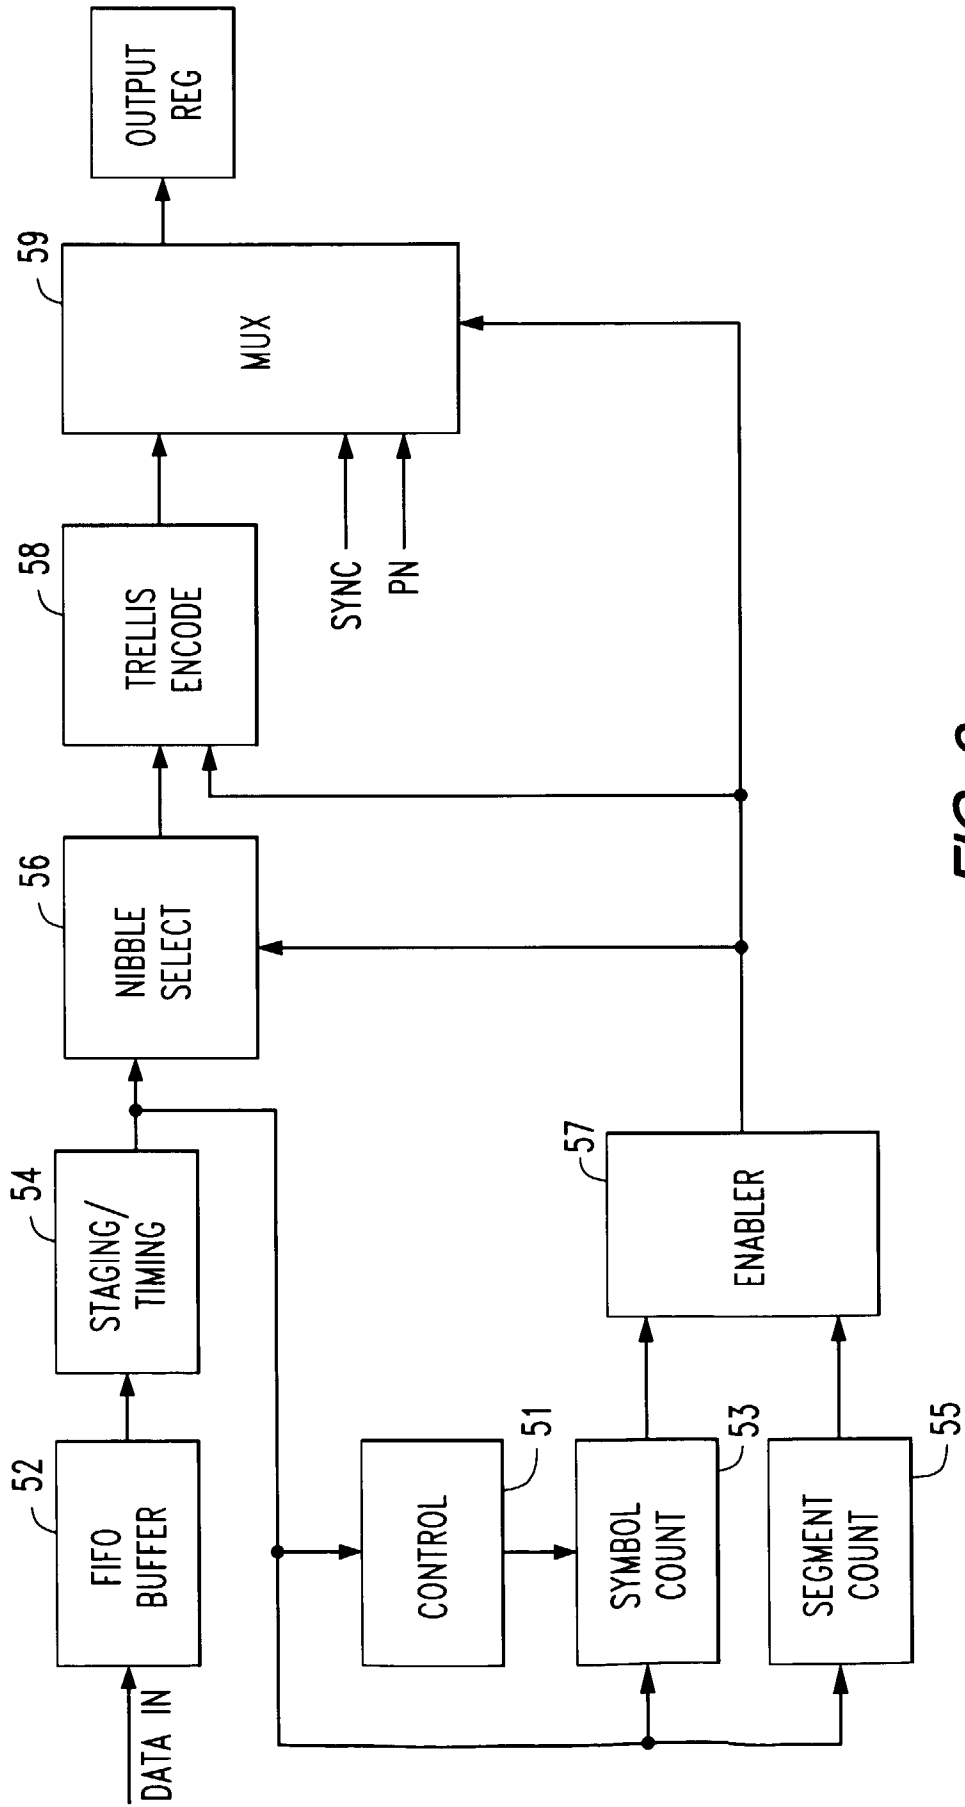 DATA IN
52
FIFO
BUFFER
54
STAGING/
TIMING
56
NIBBLE
SELECT
58
TRELLIS
ENCODE
59
MUX
OUTPUT
REG
SYNC
PN
CONTROL
51
SYMBOL
COUNT
53
SEGMENT
COUNT
55
57
ENABLER
FIG.